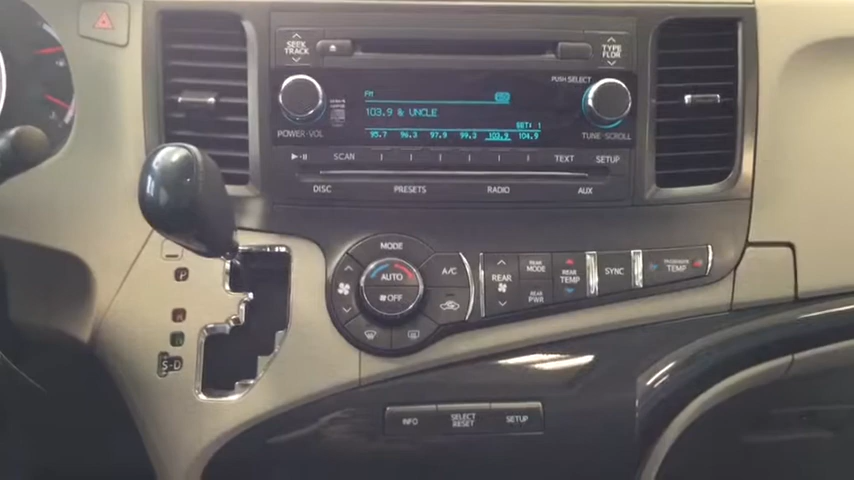 SEEK
TRACK
TYPE
FLDR
PUSH SELECT
FM
103.9 & UNCLE
SET: 1
95.7 96.3 97.9 99.3 103.9 104.9
POWER·VOL
TUNE·SCROLL
SCAN
TEXT
SETUP
DISC
PRESETS
RADIO
AUX
MODE
AUTO
OFF
A/C
REAR
REAR
MODE
REAR
PWR
REAR
TEMP
SYNC
PASSENGER
TEMP
P
R
N
S-D
INFO
SELECT
RESET
SETUP